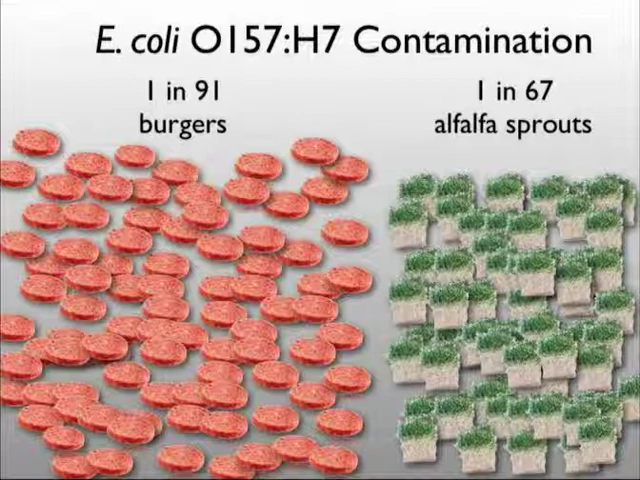 E. coli O157:H7 Contamination
1 in 91
burgers
1 in 67
alfalfa sprouts